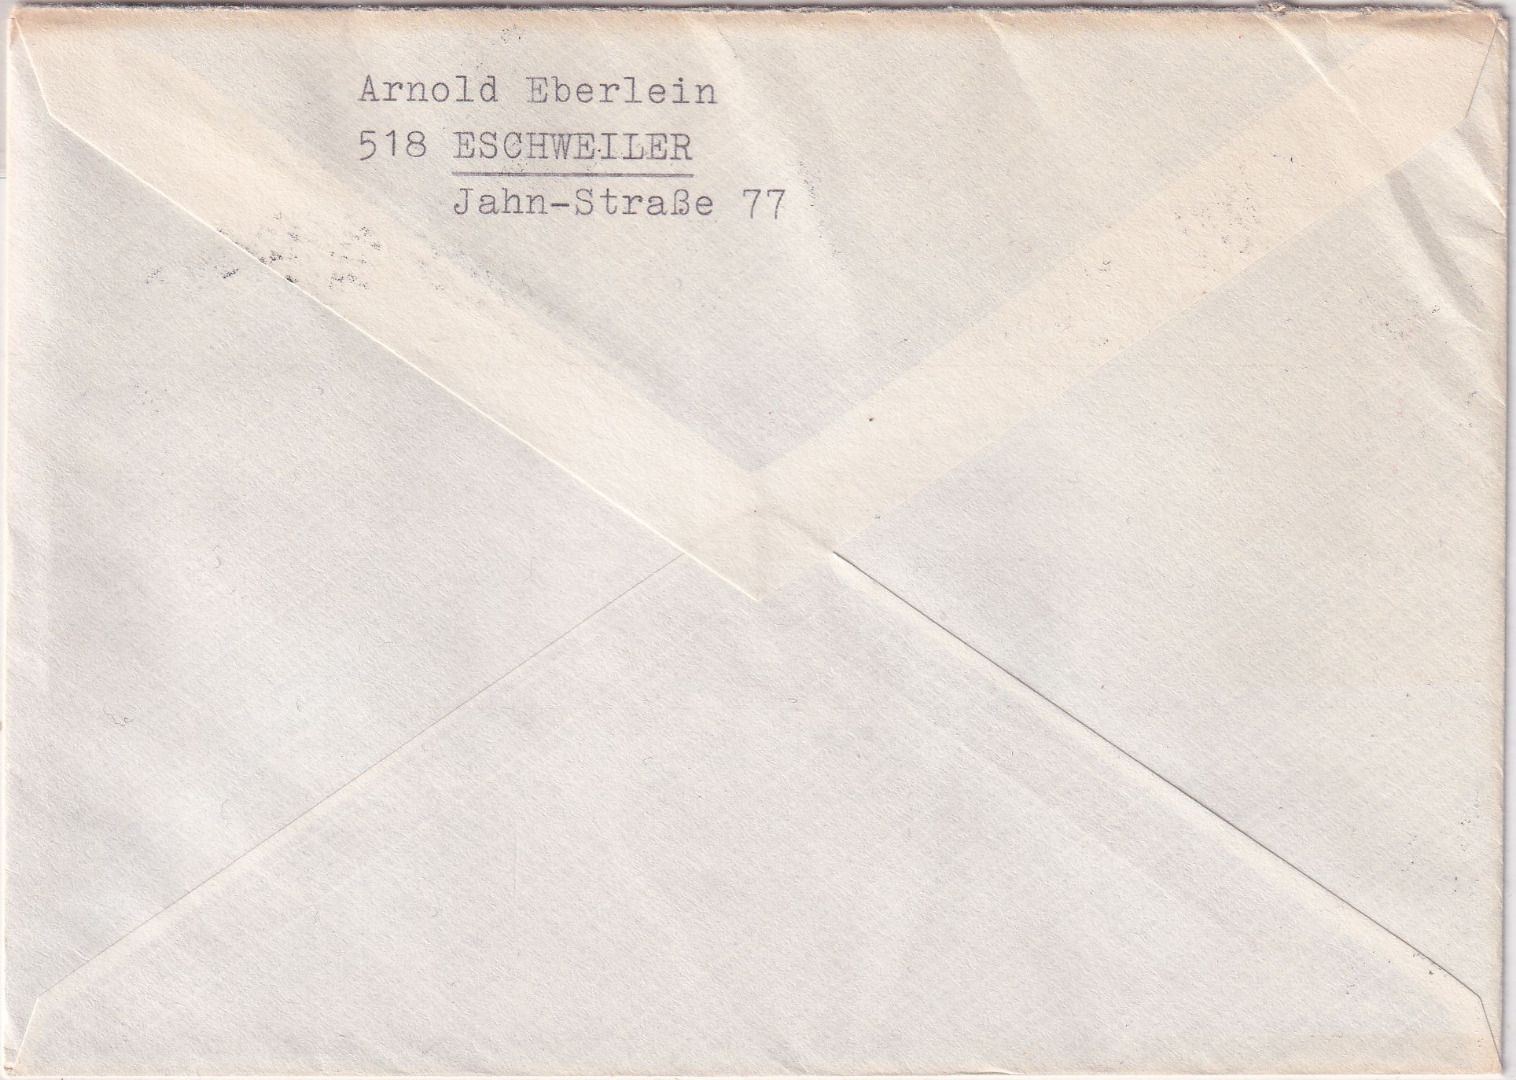 Arnold Eberlein
518 ESCHWEILER
Jahn-Straße 77